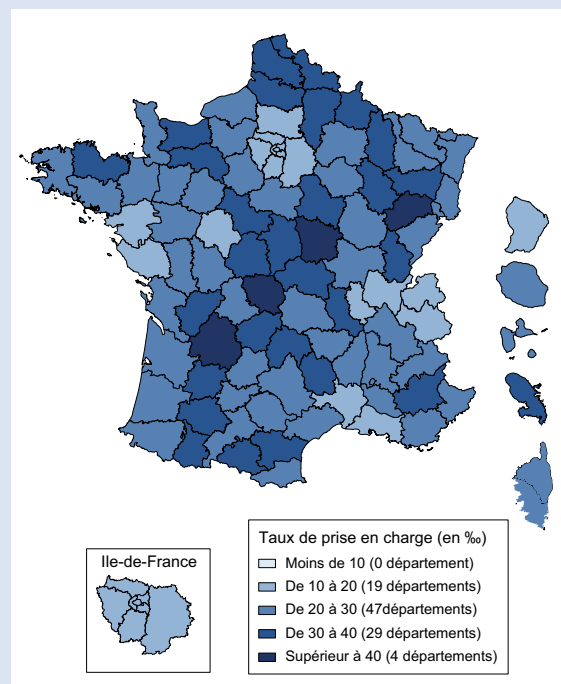 Ile-de-France
Taux de prise en charge (en ‰)
Moins de 10 (0 département)
De 10 à 20 (19 départements)
De 20 à 30 (47départements)
De 30 à 40 (29 départements)
Supérieur à 40 (4 départements)